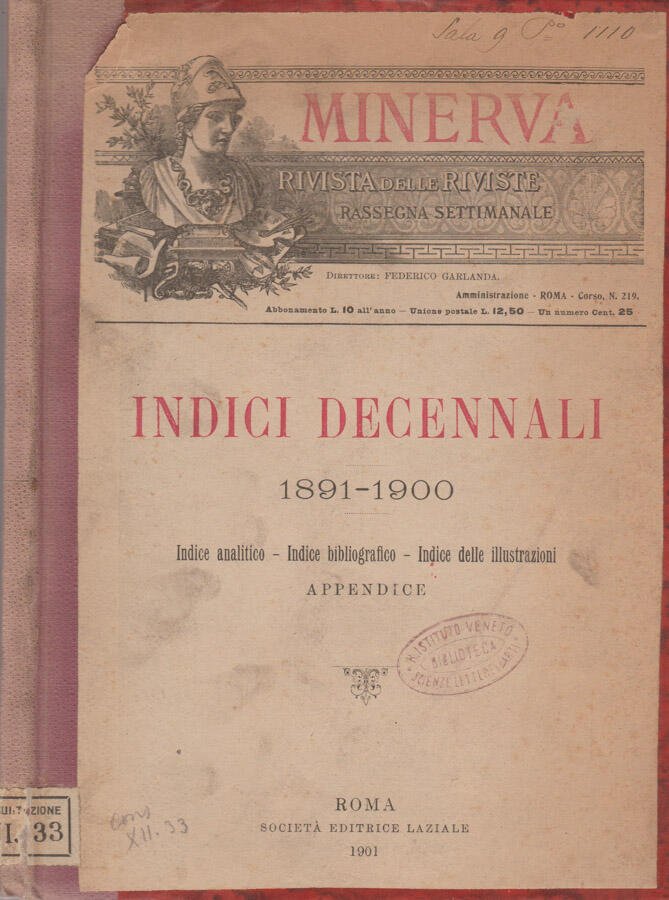 Sala 9 Pº 1110
MINERVA
RIVISTA DELLE RIVISTE
RASSEGNA SETTIMANALE
DIRETTORE: FEDERICO GARLANDA.
Amministrazione - ROMA - Corso, N. 219.
Abbonamento L. 10 all'anno — Unione postale L. 12,50 — Un numero Cent. 25
INDICI DECENNALI
1891-1900
Indice analitico - Indice bibliografico - Indice delle illustrazioni
APPENDICE
R. ISTITUTO VENETO
BIBLIOTECA
SCIENZE LETTERE ARTI
ROMA
SOCIETÀ EDITRICE LAZIALE
1901
cons
XII. 33
I. 33